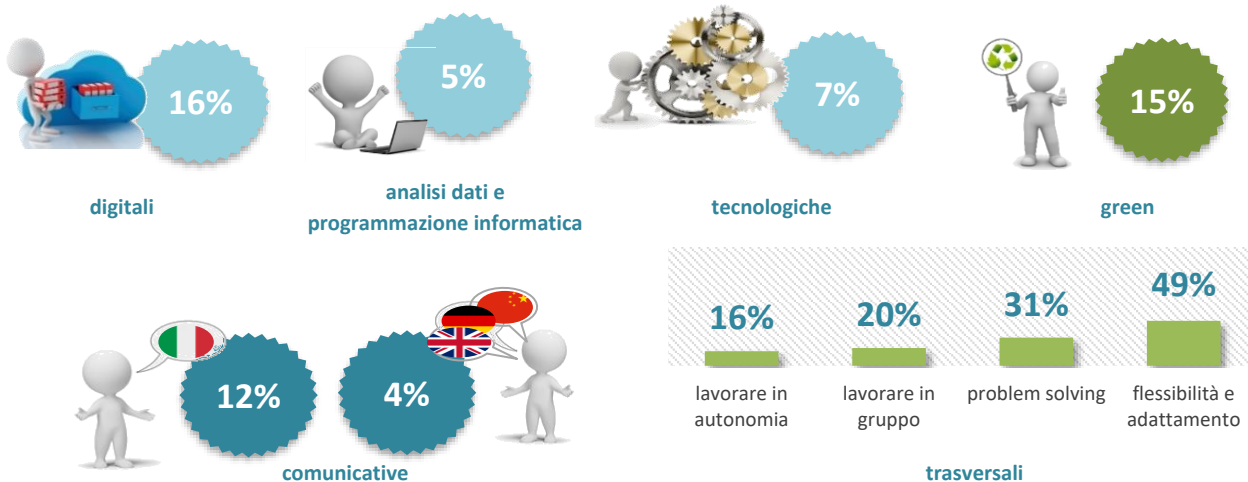 16%
5%
7%
15%
digitali
analisi dati e
programmazione informatica
tecnologiche
green
12%
4%
comunicative
16%
20%
31%
49%
lavorare in
autonomia
lavorare in
gruppo
problem solving
flessibilità e
adattamento
trasversali